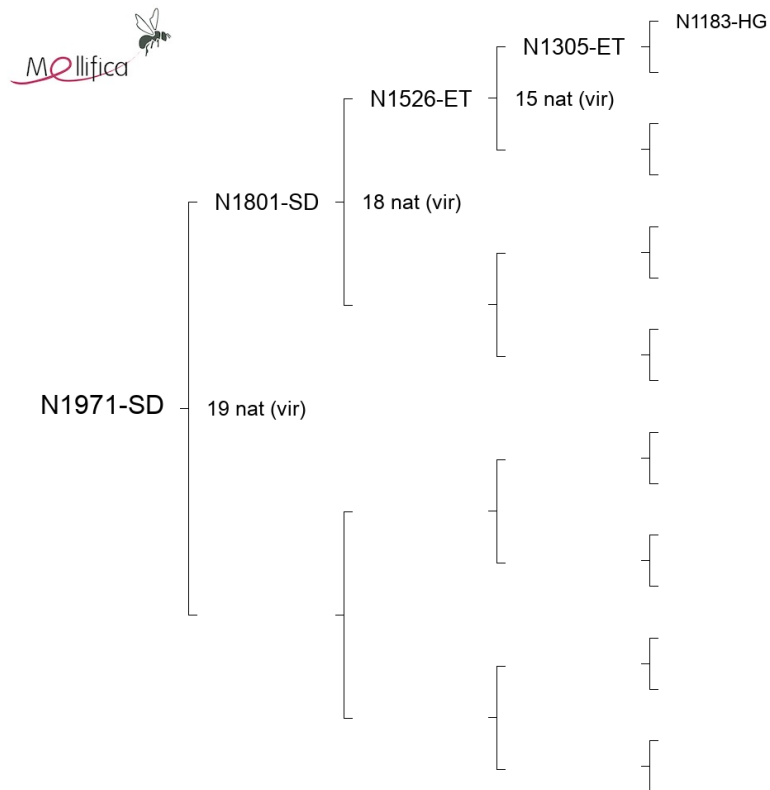 N1183-HG
N1305-ET
Mellifica
N1526-ET
15 nat (vir)
N1801-SD
18 nat (vir)
N1971-SD
19 nat (vir)